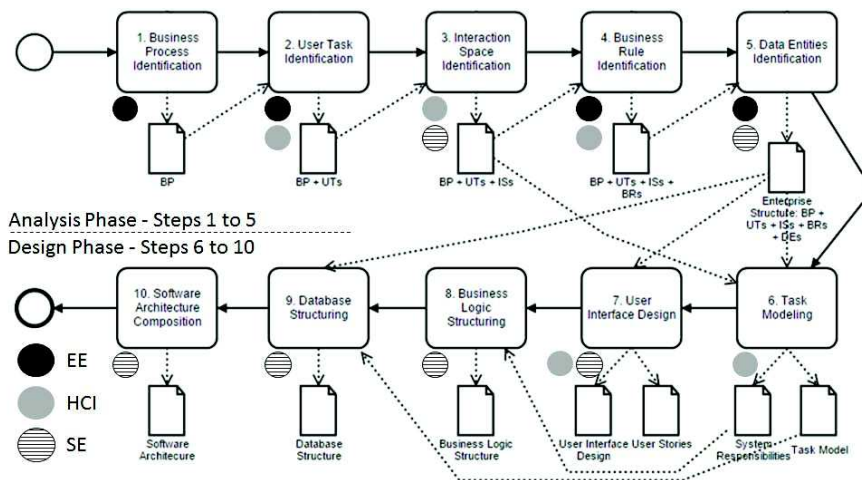 1. Business
Process
Identification
2. User Task
Identification
3. Interaction
Space
Identification
4. Business
Rule
Identification
5. Data Entities
Identification
BP
BP + UTs
BP + UTs + ISs
BP + UTs + ISs +
BRs
Enterprise
Structure: BP +
UTs + ISs + BRs
+ DEs
Analysis Phase - Steps 1 to 5
Design Phase - Steps 6 to 10
10. Software
Architecture
Composition
9. Database
Structuring
8. Business
Logic
Structuring
7. User
Interface Design
6. Task
Modeling
EE
HCI
SE
Software
Architecure
Database
Structure
Business Logic
Structure
User Interface
Design
User Stories
System
Responsibilities
Task Model